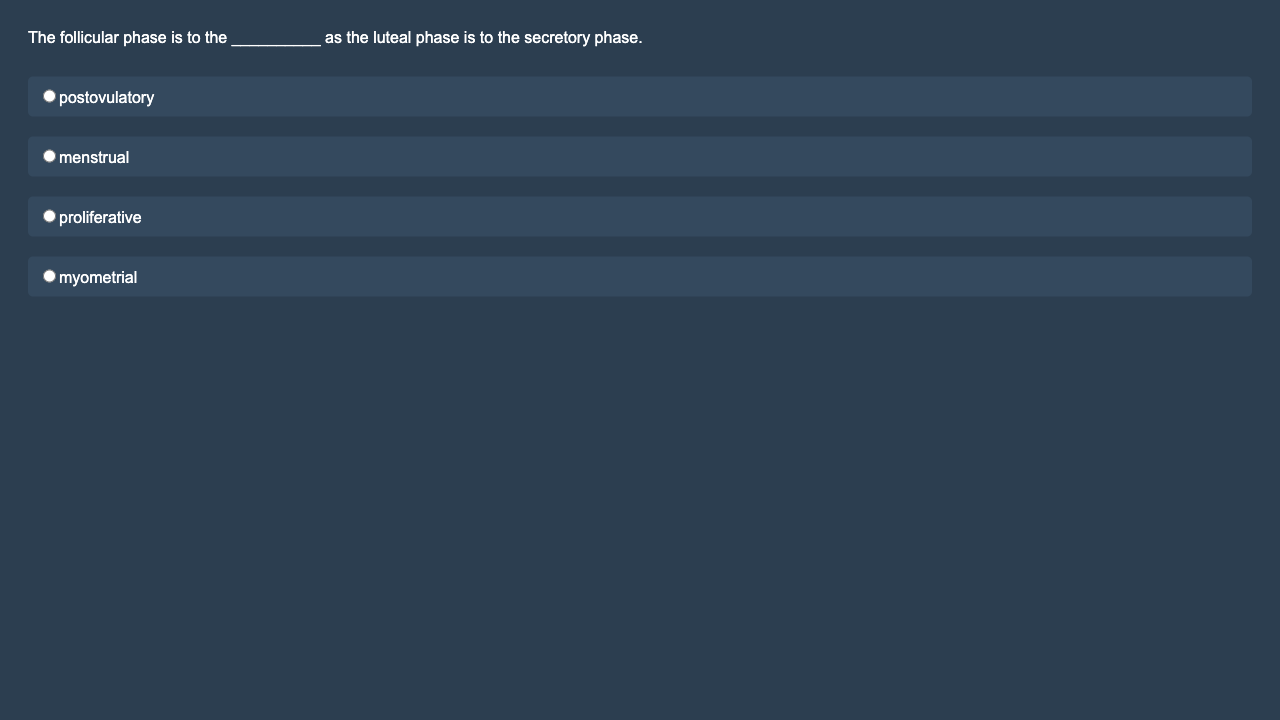 The follicular phase is to the __________ as the luteal phase is to the secretory phase.
postovulatory
menstrual
proliferative
myometrial